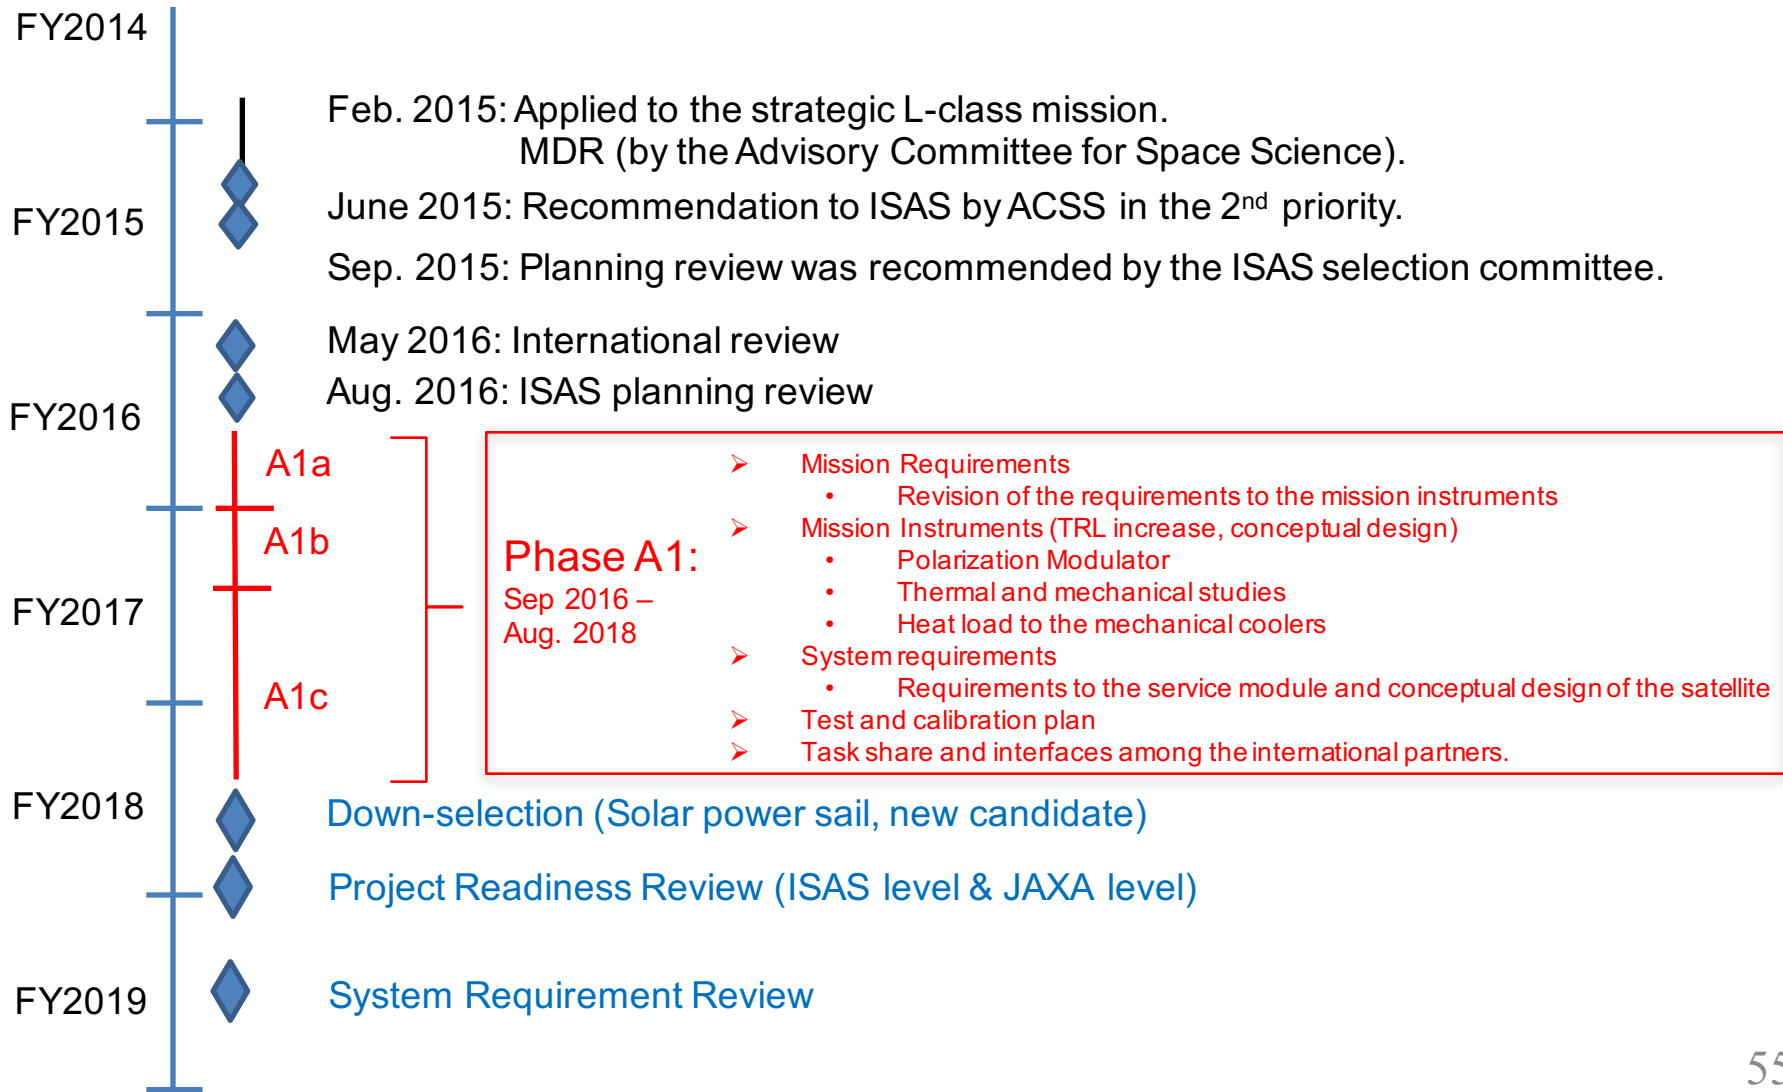 FY2014
Feb. 2015: Applied to the strategic L-class mission.
MDR (by the Advisory Committee for Space Science).
FY2015
June 2015: Recommendation to ISAS by ACSS in the 2nd priority.
Sep. 2015: Planning review was recommended by the ISAS selection committee.
May 2016: International review
Aug. 2016: ISAS planning review
FY2016
A1a
A1b
FY2017
A1c
Phase A1:
Sep 2016 –
Aug. 2018
➢ Mission Requirements
• Revision of the requirements to the mission instruments
➢ Mission Instruments (TRL increase, conceptual design)
• Polarization Modulator
• Thermal and mechanical studies
• Heat load to the mechanical coolers
➢ System requirements
• Requirements to the service module and conceptual design of the satellite
➢ Test and calibration plan
➢ Task share and interfaces among the international partners.
FY2018
Down-selection (Solar power sail, new candidate)
Project Readiness Review (ISAS level & JAXA level)
FY2019
System Requirement Review
55